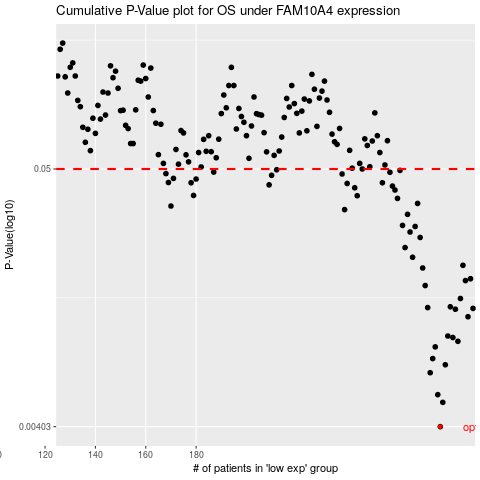 Cumulative P-Value plot for OS under FAM10A4 expression
P-Value(log10)
0.05
0.00403
op
0
120
140
160
180
# of patients in 'low exp' group